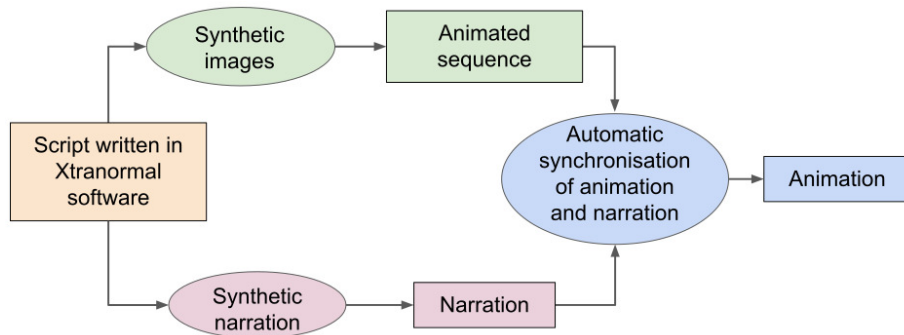 Synthetic
images
Animated
sequence
Script written in
Xtranormal
software
Automatic
synchronisation
of animation
and narration
Animation
Synthetic
narration
Narration